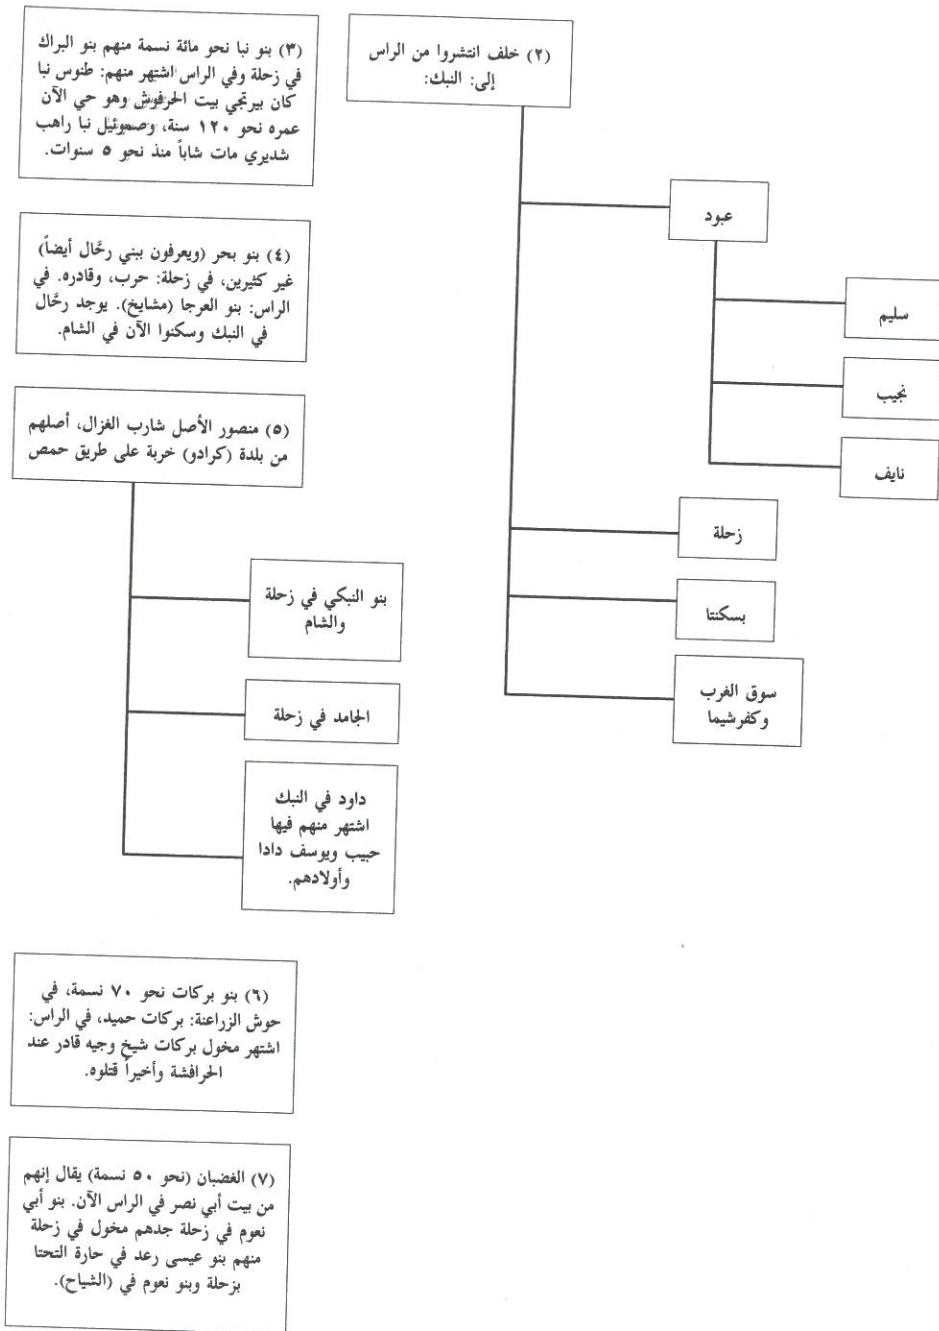 (٢) خلف انتشروا من الراس
إلى: النبك:
عبود
سليم
نجيب
نايف
زحلة
بسكنتا
سوق الغرب
وكفرشيما
(٣) بنو نبا نحو مائة نسمة منهم بنو البراك
في زحلة وفي الراس اشتهر منهم: طنوس نبا
كان بيرتجي بيت الحرفوش وهو حي الآن
عمره نحو ١٢٠ سنة، وصموئيل نبا راهب
شديري مات شاباً منذ نحو ٥ سنوات.
(٤) بنو بحر (ويعرفون ببني رحَّال أيضاً)
غير كثيرين، في زحلة: حرب، وقادره. في
الراس: بنو العرجا (مشايخ). يوجد رحَّال
في النبك وسكنوا الآن في الشام.
(٥) منصور الأصل شارب الغزال، أصلهم
من بلدة (كرادو) خربة على طريق حمص
بنو النبكي في زحلة
والشام
الجامد في زحلة
داود في النبك
اشتهر منهم فيها
حبيب ويوسف دادا
وأولادهم.
(٦) بنو بركات نحو ٧٠ نسمة، في
حوش الزراعنة: بركات حميد، في الراس:
اشتهر مخول بركات شيخ وجيه قادر عند
الحرافشة وأخيراً قتلوه.
(٧) الغضبان (نحو ٥٠ نسمة) يقال إنهم
من بيت أبي نصر في الراس الآن. بنو أبي
نعوم في زحلة جدهم مخول في زحلة
منهم بنو عيسى رعد في حارة التحتا
بزحلة وبنو نعوم في (الشياح).